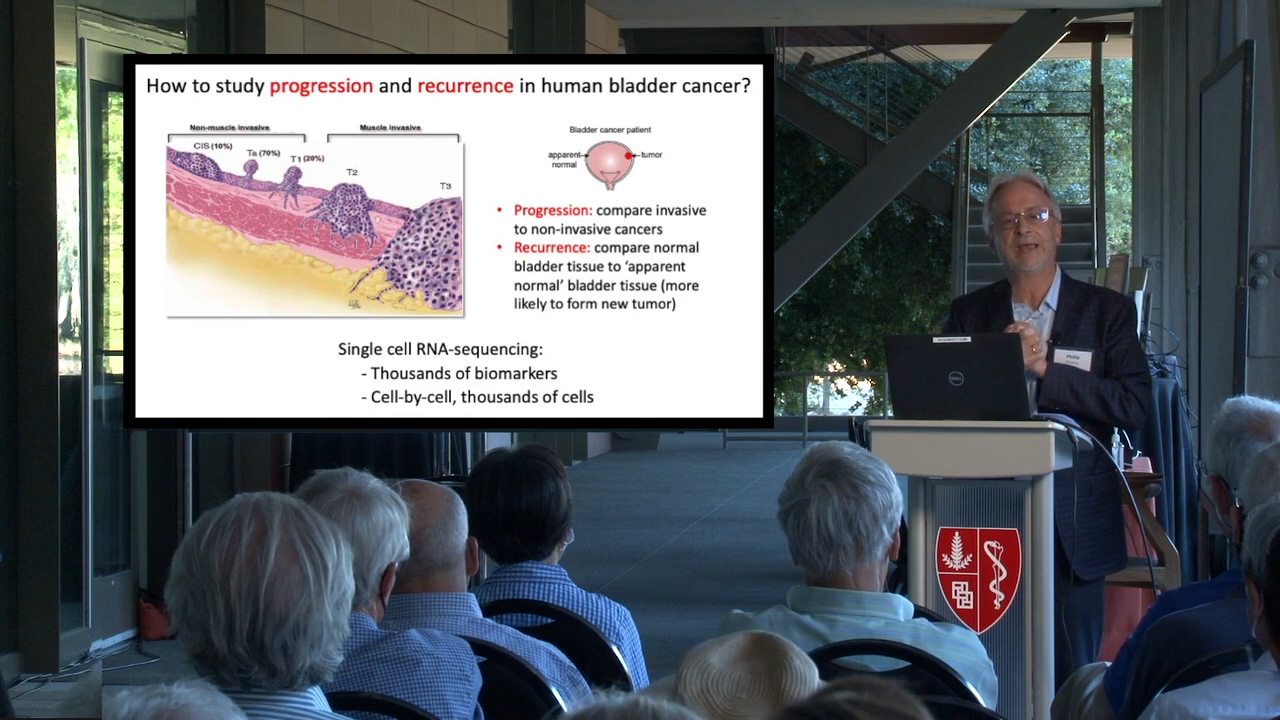 How to study progression and recurrence in human bladder cancer?
Non-muscle invasive
Muscle invasive
CIS (10%)
Ta (70%)
T1 (20%)
T2
T3
Bladder cancer patient
apparent
normal
tumor
• Progression: compare invasive
to non-invasive cancers
• Recurrence: compare normal
bladder tissue to ‘apparent
normal’ bladder tissue (more
likely to form new tumor)
Single cell RNA-sequencing:
- Thousands of biomarkers
- Cell-by-cell, thousands of cells
DELL